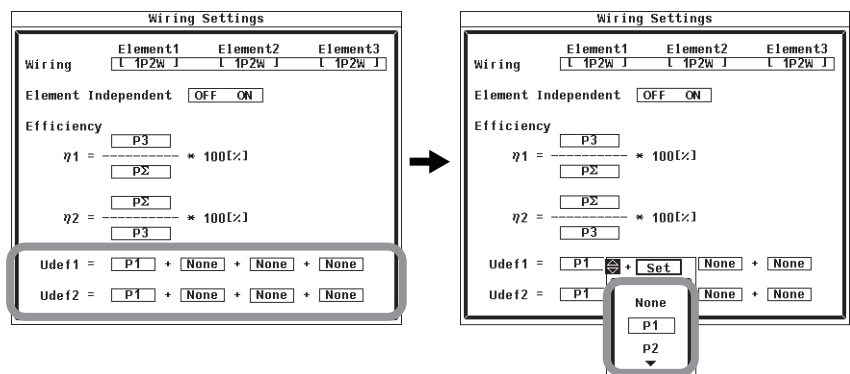 Wiring Settings
Element1 Element2 Element3
Wiring [ 1P2W ] [ 1P2W ] [ 1P2W ]
Element Independent OFF ON
Efficiency
P3
η1 = ---------- * 100[%]
PΣ
PΣ
η2 = ---------- * 100[%]
P3
Udef1 = P1 + None + None + None
Udef2 = P1 + None + None + None
Wiring Settings
Element1 Element2 Element3
Wiring [ 1P2W ] [ 1P2W ] [ 1P2W ]
Element Independent OFF ON
Efficiency
P3
η1 = ---------- * 100[%]
PΣ
PΣ
η2 = ---------- * 100[%]
P3
Udef1 = P1 + Set None + None
Udef2 = P1 None + None
None
P1
P2